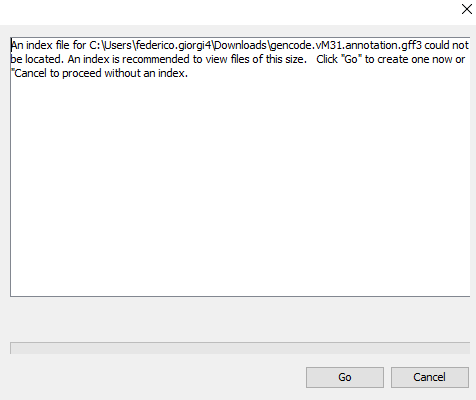 An index file for C:\Users\federico.giorgi4\Downloads\gencode.vM31.annotation.gff3 could not
be located. An index is recommended to view files of this size.   Click "Go" to create one now or
"Cancel to proceed without an index.
Go Cancel